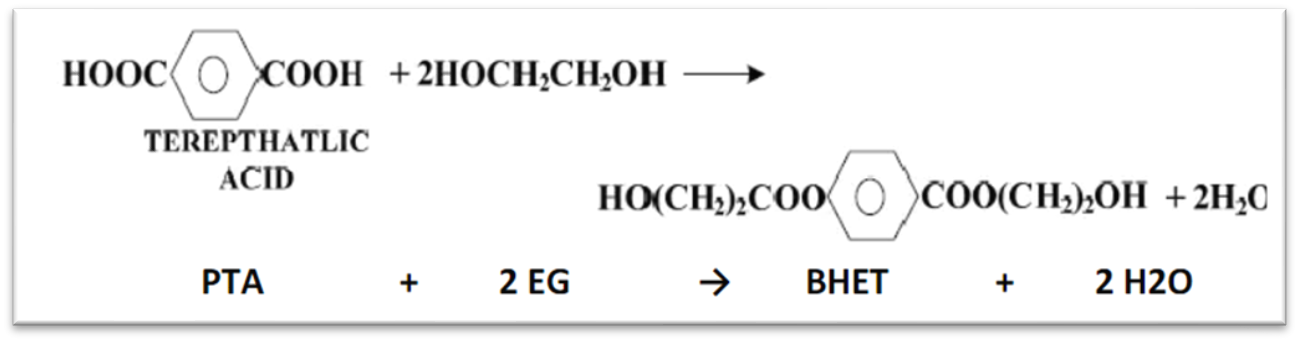 HOOC COOH + 2HOCH₂CH₂OH
TEREPTHATLIC
ACID
HO(CH₂)₂COO COO(CH₂)₂OH + 2H₂O
PTA + 2 EG → BHET + 2 H2O